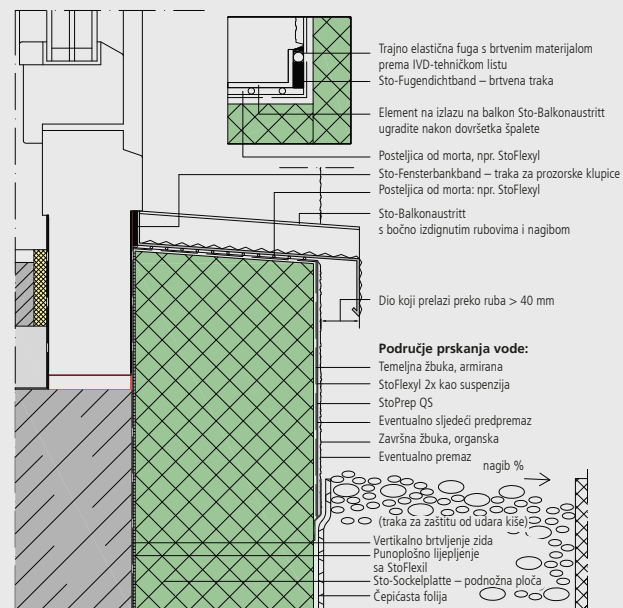 Trajno elastična fuga s brtvenim materijalom
prema IVD-tehničkom listu
Sto-Fugendichtband – brtvena traka
Element na izlazu na balkon Sto-Balkonaustritt
ugradite nakon dovršetka špalete
Posteljica od morta, npr. StoFlexyl
Sto-Fensterbankband – traka za prozorske klupice
Posteljica od morta: npr. StoFlexyl
Sto-Balkonaustritt
s bočno izdignutim rubovima i nagibom
Dio koji prelazi preko ruba > 40 mm
Područje prskanja vode:
Temeljna žbuka, armirana
StoFlexyl 2x kao suspenzija
StoPrep QS
Eventualno sljedeći predpremaz
Završna žbuka, organska
Eventualno premaz
nagib %
(traka za zaštitu od udara kiše)
Vertikalno brtvljenje zida
Punoplošno lijepljenje
sa StoFlexil
Sto-Sockelplatte – podnožna ploča
Čepićasta folija